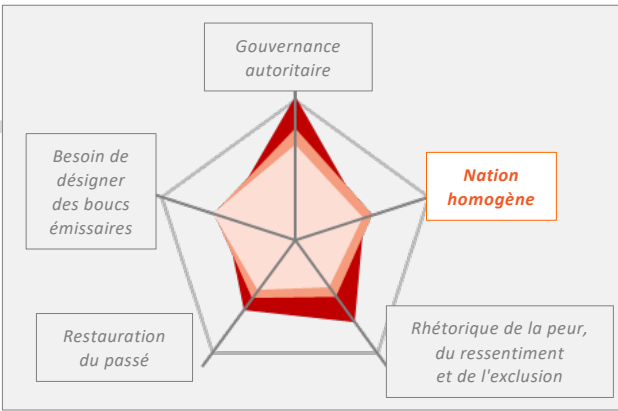 Gouvernance
autoritaire
Besoin de
désigner
des boucs
émissaires
Nation
homogène
Restauration
du passé
Rhétorique de la peur,
du ressentiment
et de l'exclusion